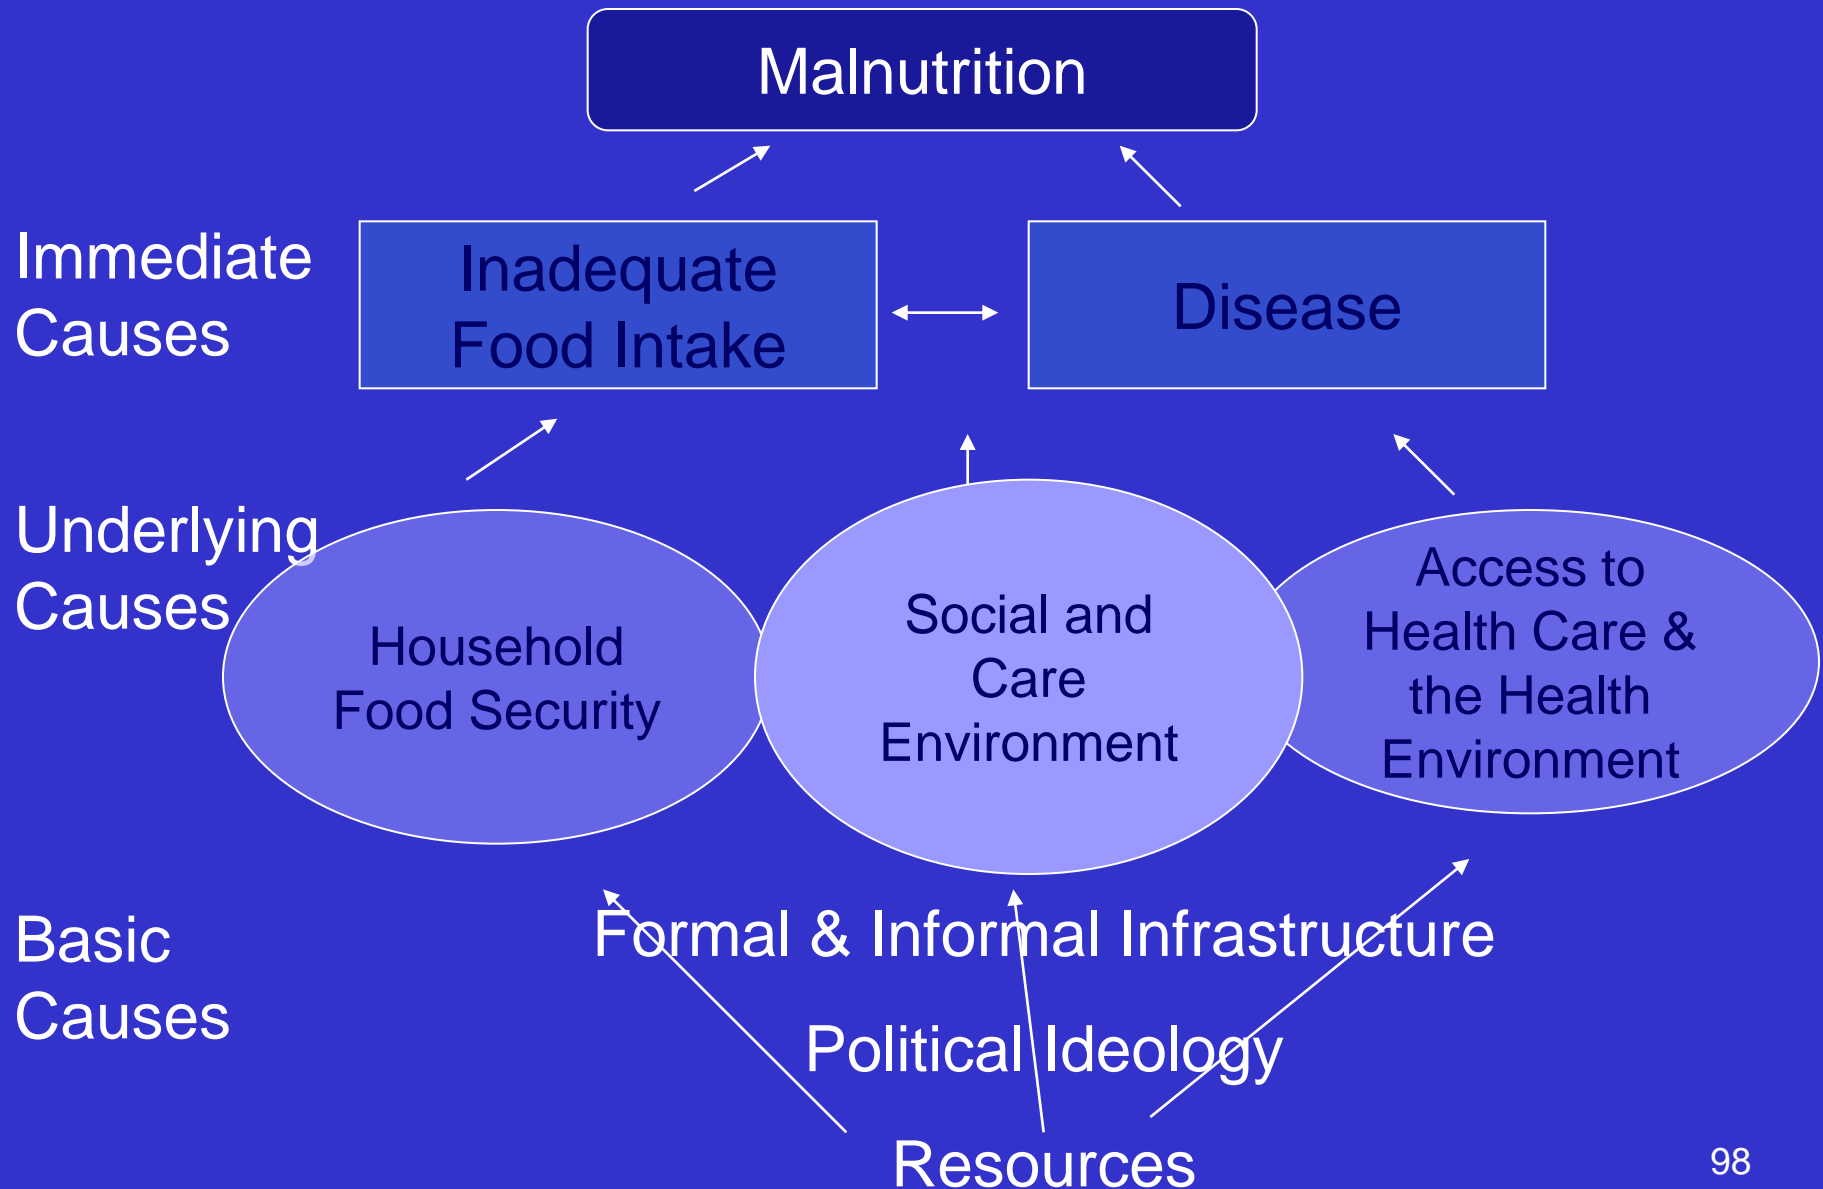 Malnutrition
Immediate
Causes
Inadequate
Food Intake
Disease
Underlying
Causes
Household
Food Security
Social and
Care
Environment
Access to
Health Care &
the Health
Environment
Basic
Causes
Formal & Informal Infrastructure
Political Ideology
Resources
98